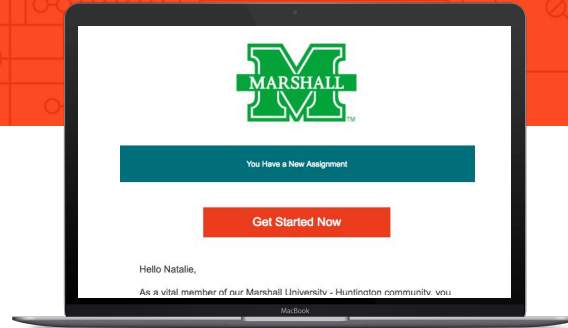 MARSHALL
TM
You Have a New Assignment
Get Started Now
Hello Natalie,
As a vital member of our Marshall University - Huntington community, you
MacBook